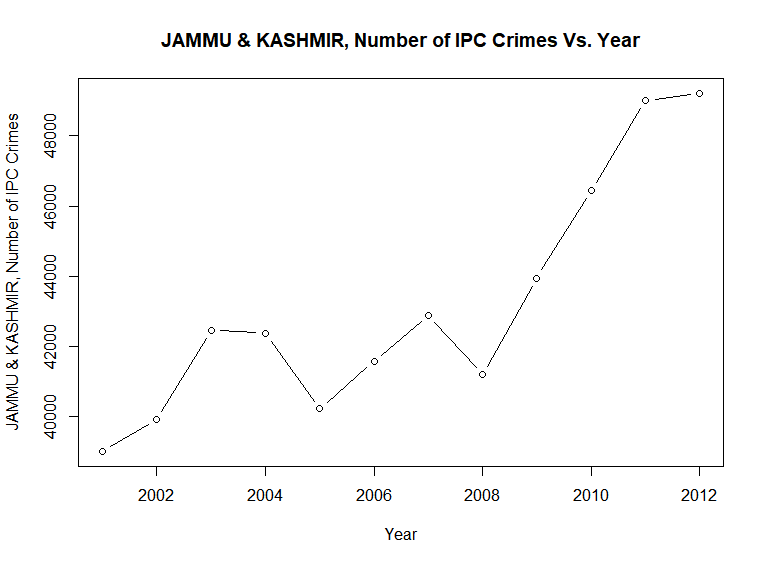 JAMMU & KASHMIR, Number of IPC Crimes Vs. Year
JAMMU & KASHMIR, Number of IPC Crimes
48000
46000
44000
42000
40000
2002 2004 2006 2008 2010 2012
Year